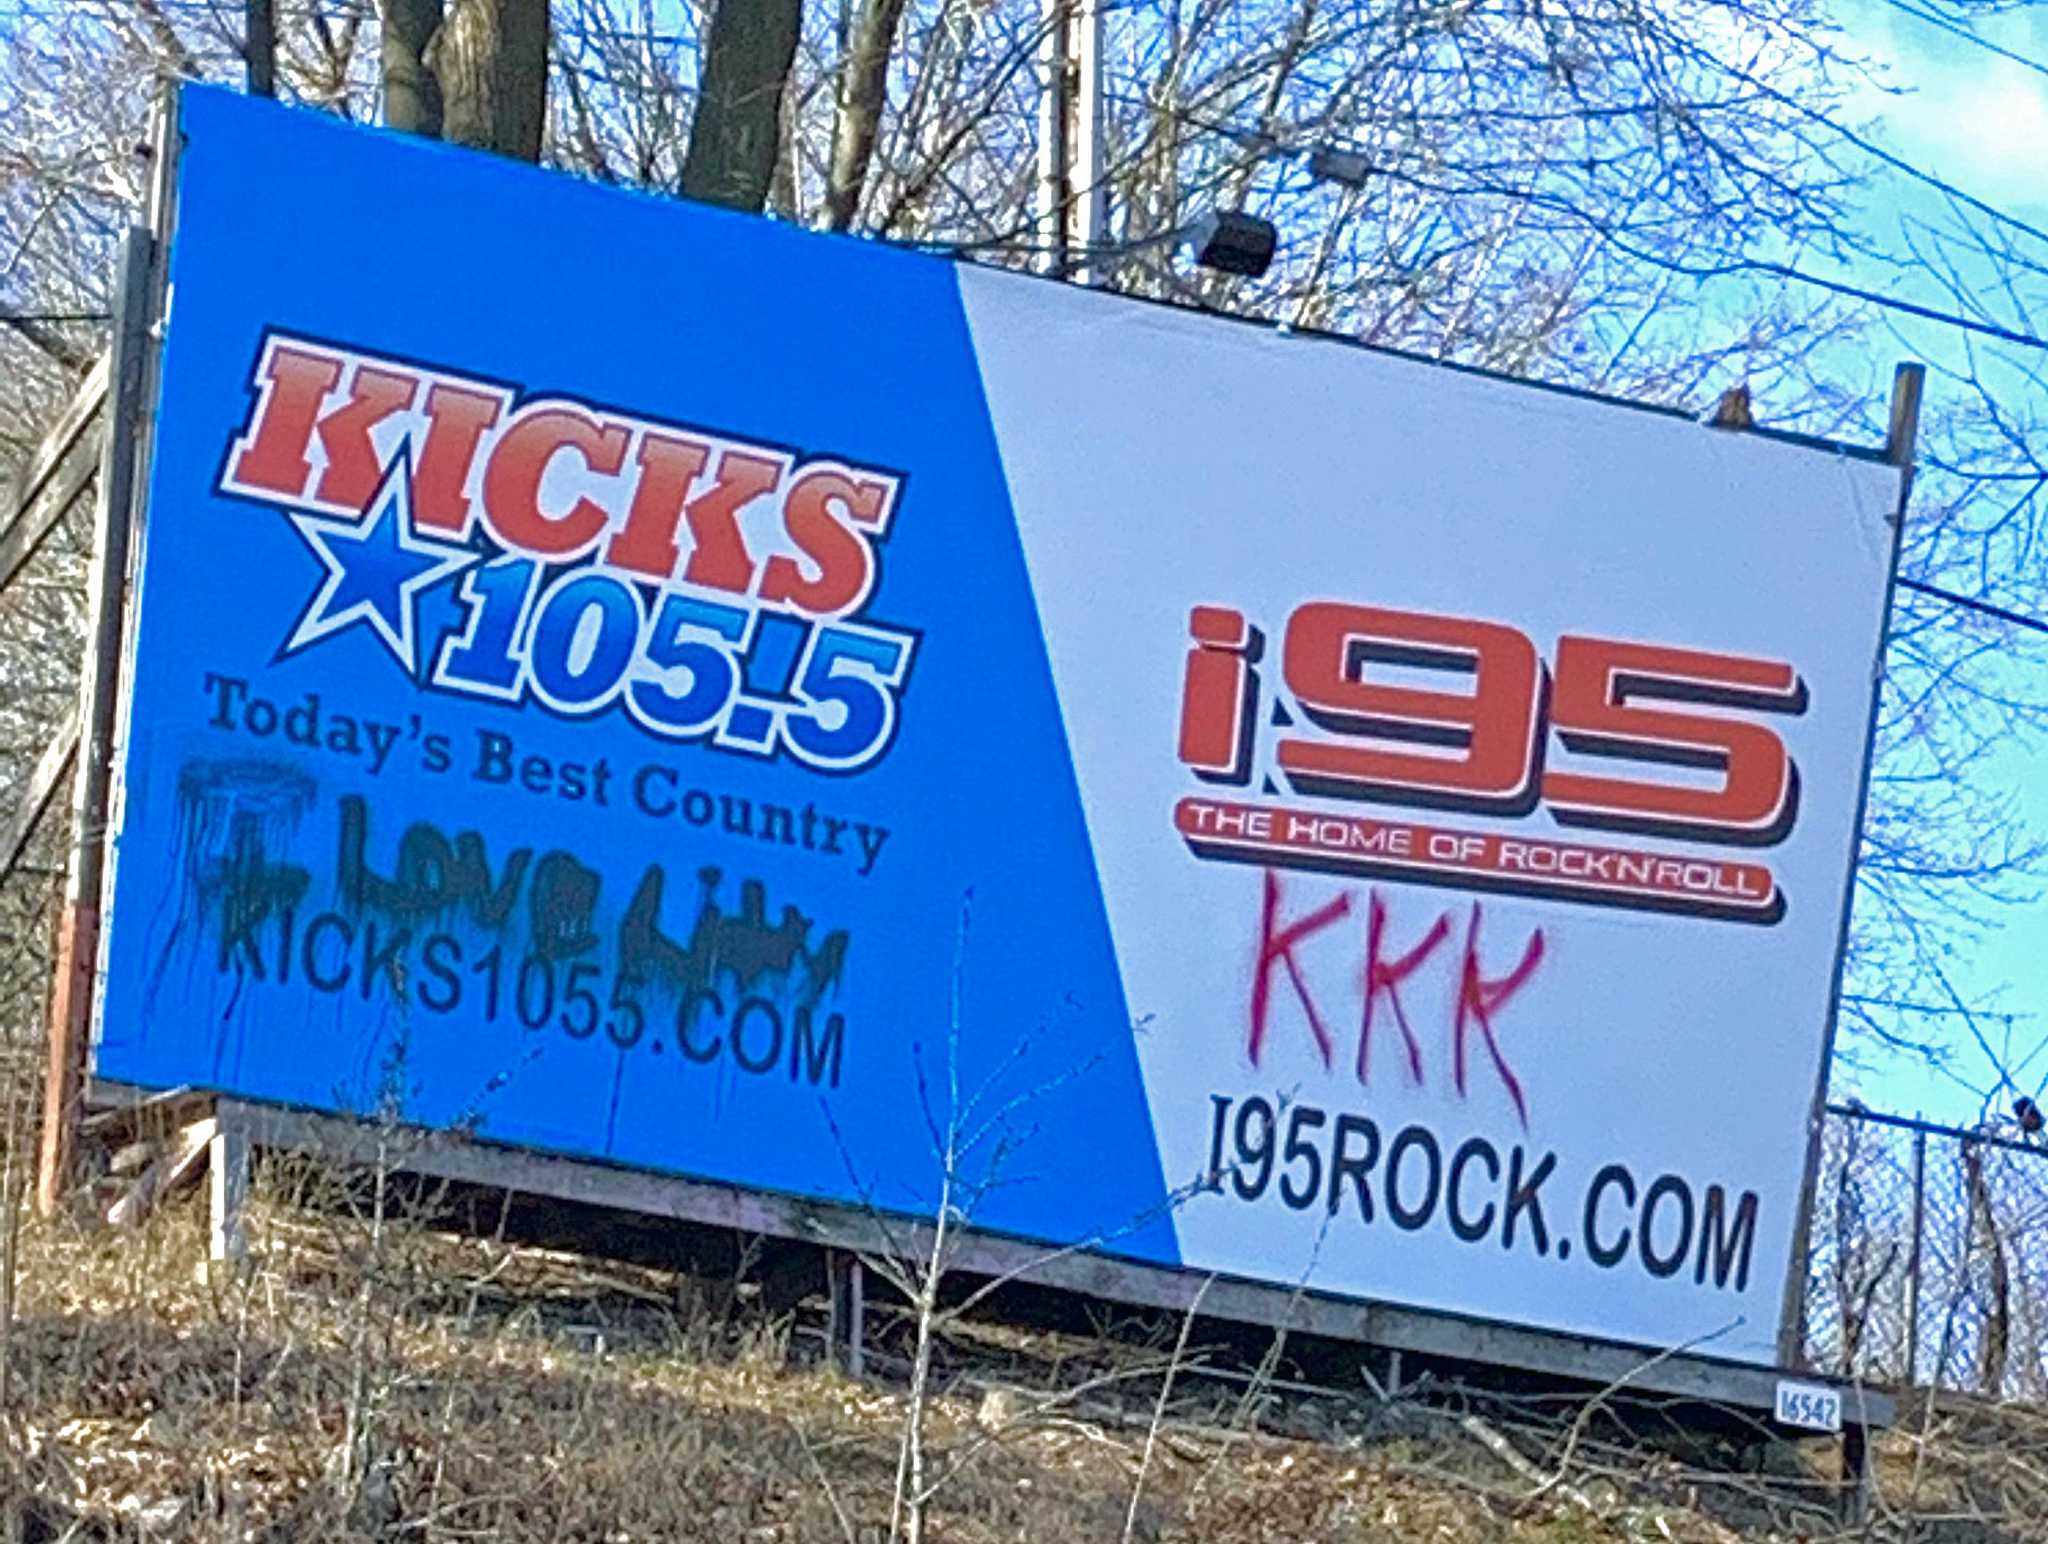 KICKS
105.5
Today's Best Country
I Love Lily
KICKS1055.COM
i95
THE HOME OF ROCK'N'ROLL
KKK
I95ROCK.COM
16542